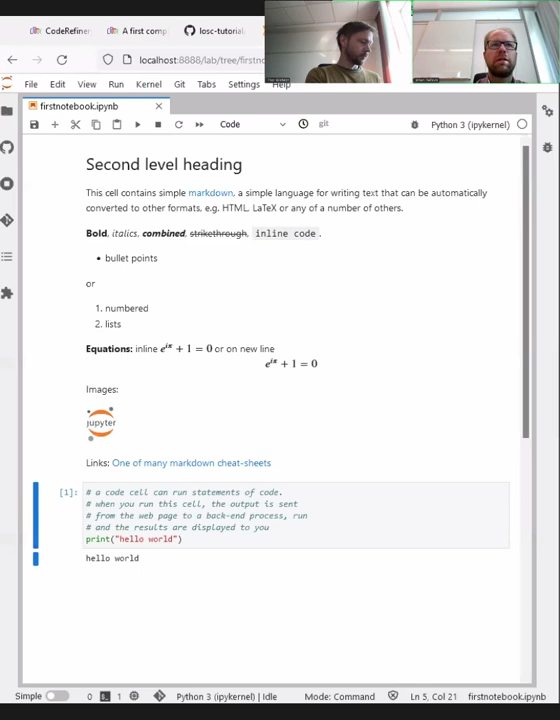 CodeRefiner
A first comp
losc-tutorial
localhost:8888/lab/tree/firstn
File Edit View Run Kernel Git Tabs Settings
firstnotebook.ipynb
Code git Python 3 (ipykernel)
Second level heading
This cell contains simple markdown, a simple language for writing text that can be automatically
converted to other formats, e.g. HTML, LaTeX or any of a number of others.
Bold, italics, combined, strikethrough, inline code.
• bullet points
or
1. numbered
2. lists
Equations: inline e^{iπ} + 1 = 0 or on new line
e^{iπ} + 1 = 0
Images:
jupyter
Links: One of many markdown cheat-sheets
[1]: # a code cell can run statements of code.
# when you run this cell, the output is sent
# from the web page to a back-end process, run
# and the results are displayed to you
print("hello world")
hello world
Simple 0 1 Python 3 (ipykernel) | Idle Mode: Command Ln 5, Col 21 firstnotebook.ipynb